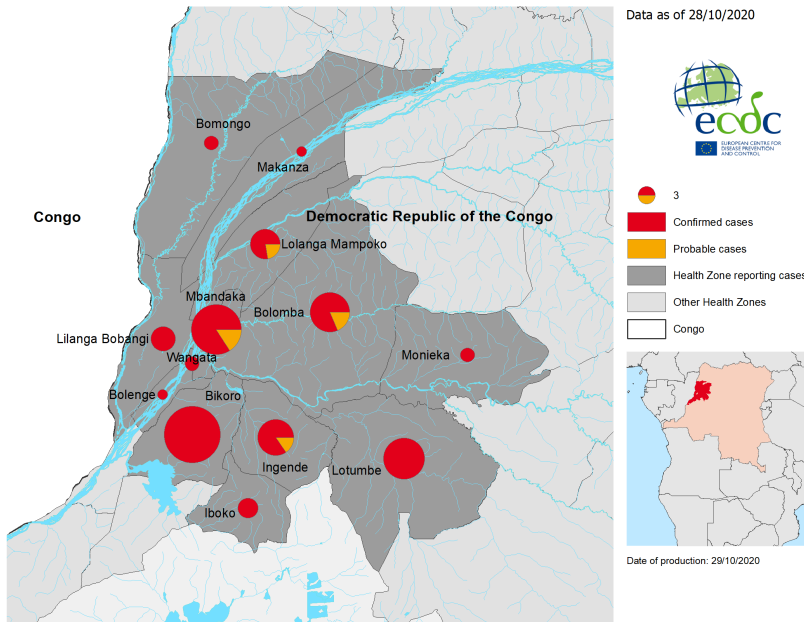 Data as of 28/10/2020
ecdc
EUROPEAN CENTRE FOR
DISEASE PREVENTION
AND CONTROL
Bomongo
Makanza
Congo
Democratic Republic of the Congo
Lolanga Mampoko
Mbandaka
Bolomba
Lilanga Bobangi
Wangata
Monieka
Bolenge
Bikoro
Ingende
Lotumbe
Iboko
3
Confirmed cases
Probable cases
Health Zone reporting cases
Other Health Zones
Congo
Date of production: 29/10/2020